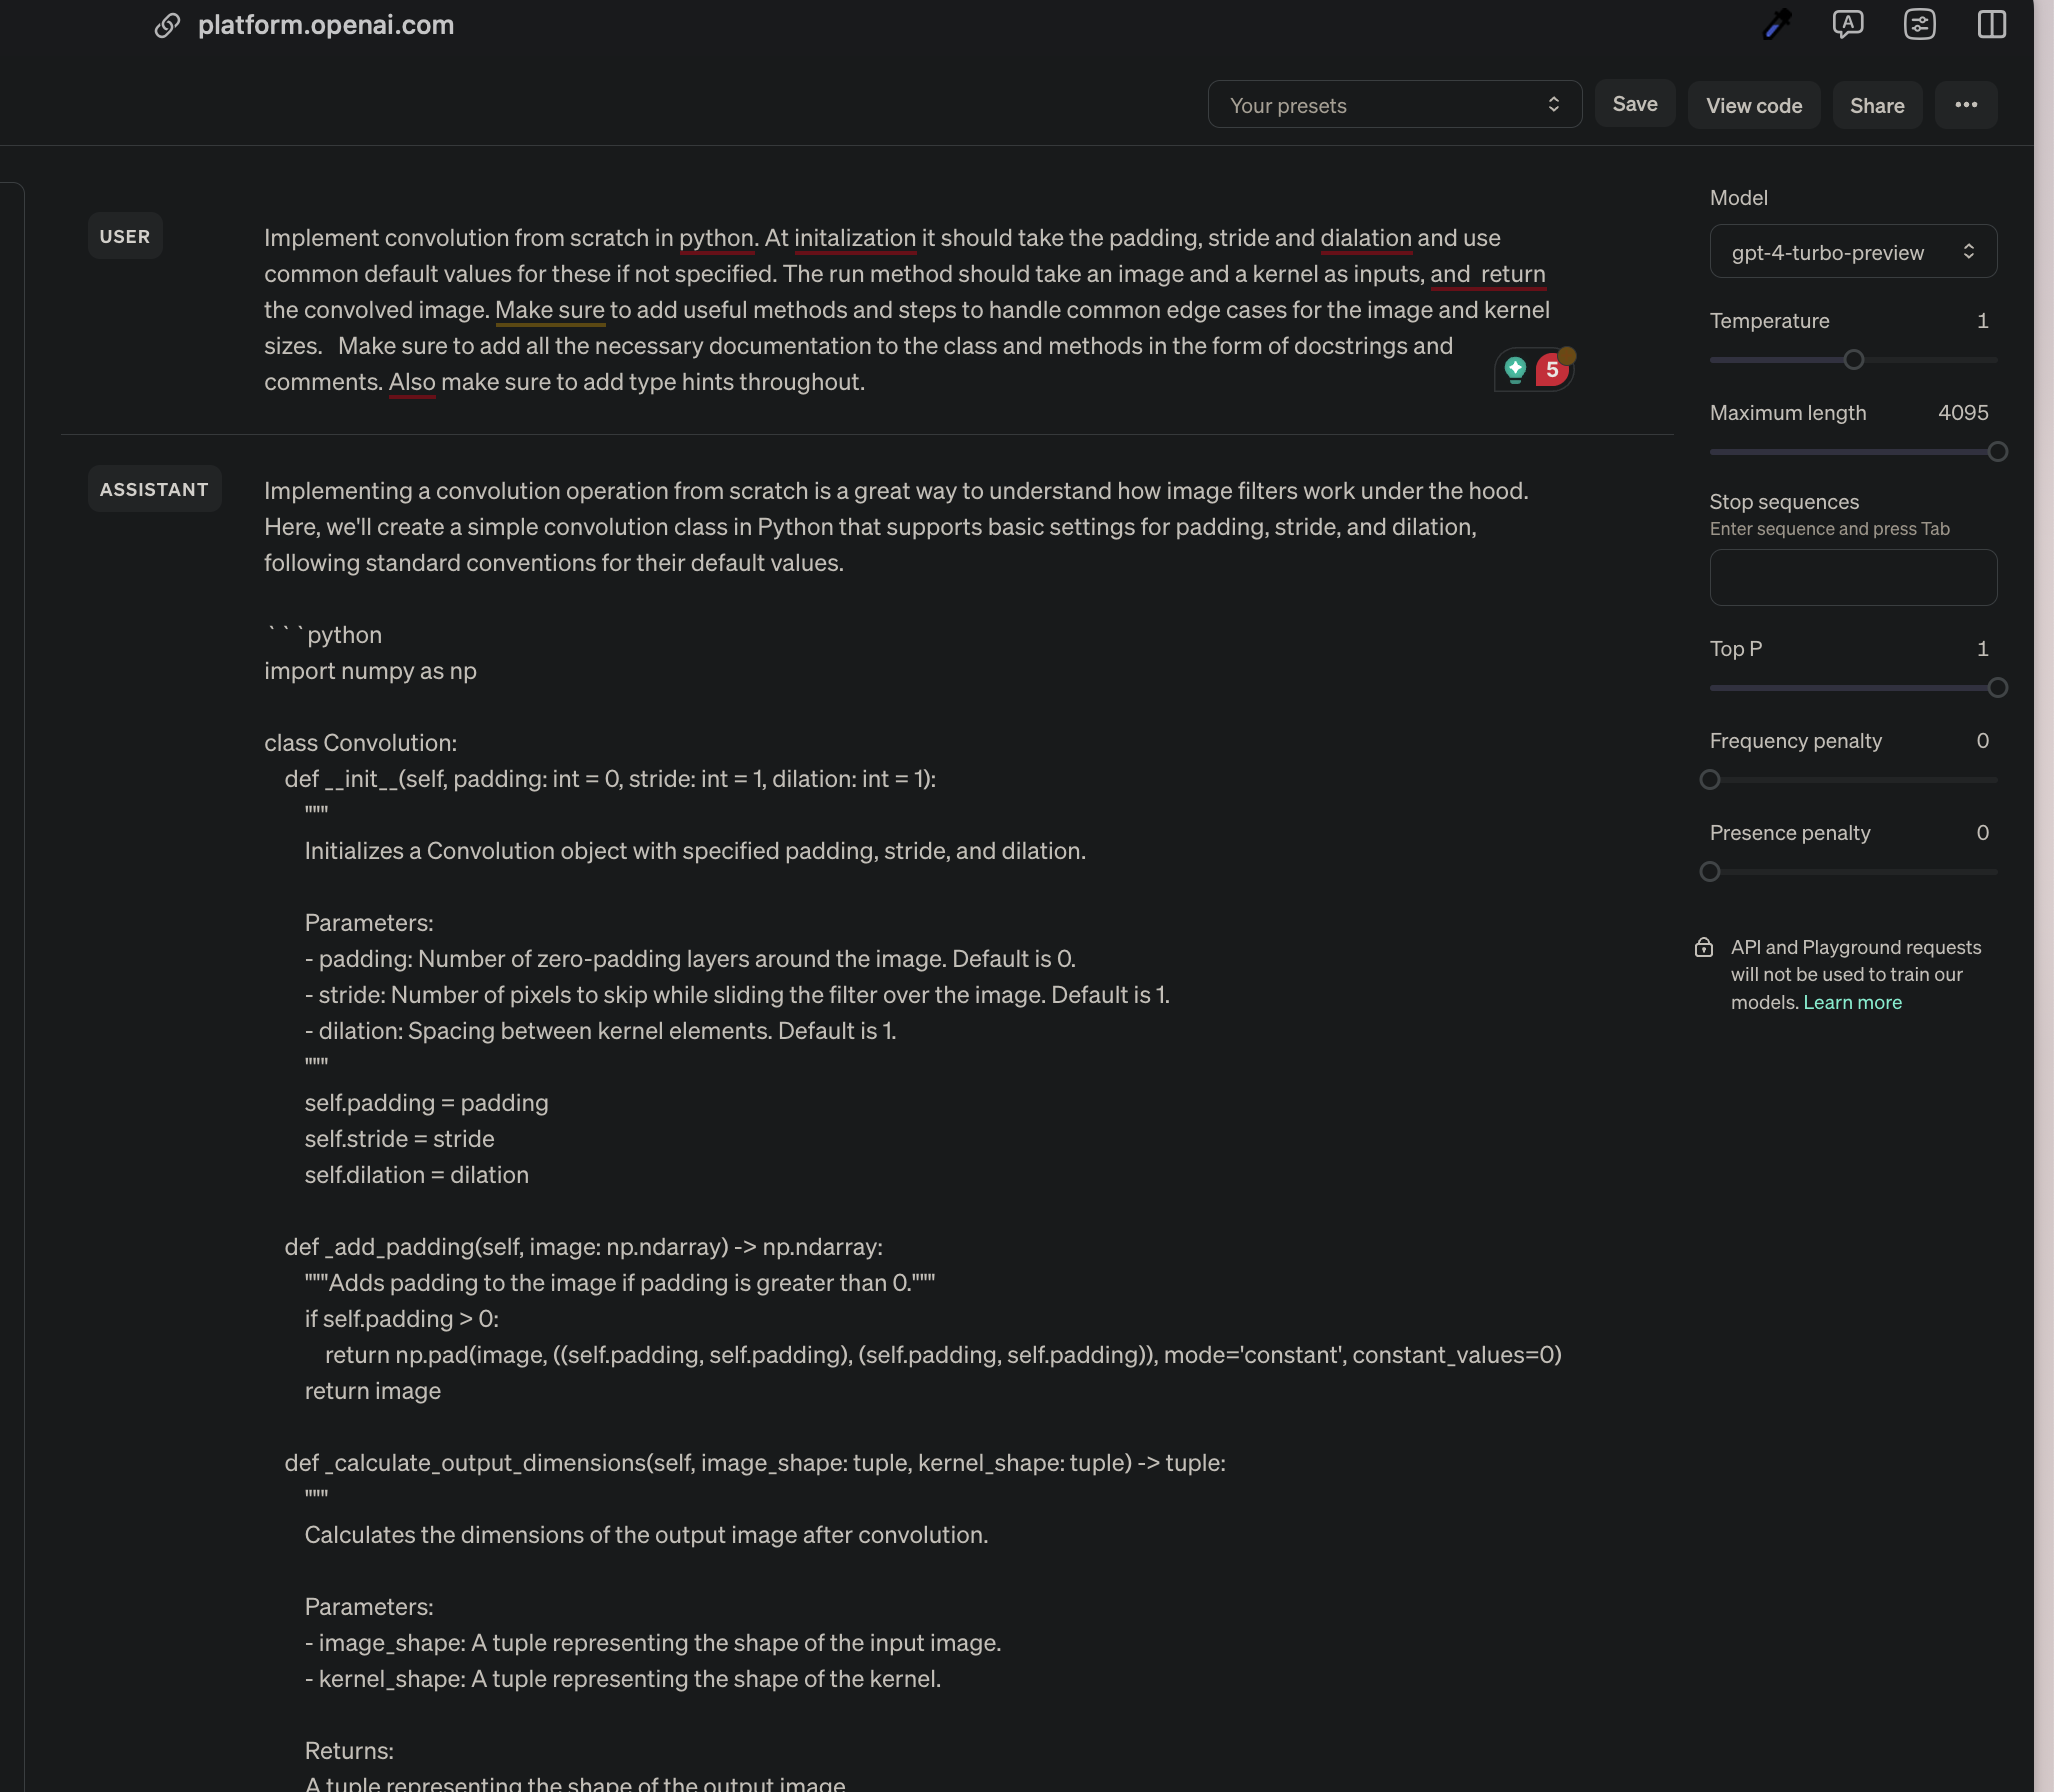 platform.openai.com
Your presets
Save
View code
Share
USER
Implement convolution from scratch in python. At initalization it should take the padding, stride and dialation and use
common default values for these if not specified. The run method should take an image and a kernel as inputs, and  return
the convolved image. Make sure to add useful methods and steps to handle common edge cases for the image and kernel
sizes.   Make sure to add all the necessary documentation to the class and methods in the form of docstrings and
comments. Also make sure to add type hints throughout.
5
ASSISTANT
Implementing a convolution operation from scratch is a great way to understand how image filters work under the hood.
Here, we'll create a simple convolution class in Python that supports basic settings for padding, stride, and dilation,
following standard conventions for their default values.
```python
import numpy as np
class Convolution:
    def __init__(self, padding: int = 0, stride: int = 1, dilation: int = 1):
        """
        Initializes a Convolution object with specified padding, stride, and dilation.
        Parameters:
        - padding: Number of zero-padding layers around the image. Default is 0.
        - stride: Number of pixels to skip while sliding the filter over the image. Default is 1.
        - dilation: Spacing between kernel elements. Default is 1.
        """
        self.padding = padding
        self.stride = stride
        self.dilation = dilation
    def _add_padding(self, image: np.ndarray) -> np.ndarray:
        """Adds padding to the image if padding is greater than 0."""
        if self.padding > 0:
            return np.pad(image, ((self.padding, self.padding), (self.padding, self.padding)), mode='constant', constant_values=0)
        return image
    def _calculate_output_dimensions(self, image_shape: tuple, kernel_shape: tuple) -> tuple:
        """
        Calculates the dimensions of the output image after convolution.
        Parameters:
        - image_shape: A tuple representing the shape of the input image.
        - kernel_shape: A tuple representing the shape of the kernel.
        Returns:
        A tuple representing the shape of the output image
Model
gpt-4-turbo-preview
Temperature 1
Maximum length 4095
Stop sequences
Enter sequence and press Tab
Top P 1
Frequency penalty 0
Presence penalty 0
API and Playground requests
will not be used to train our
models. Learn more